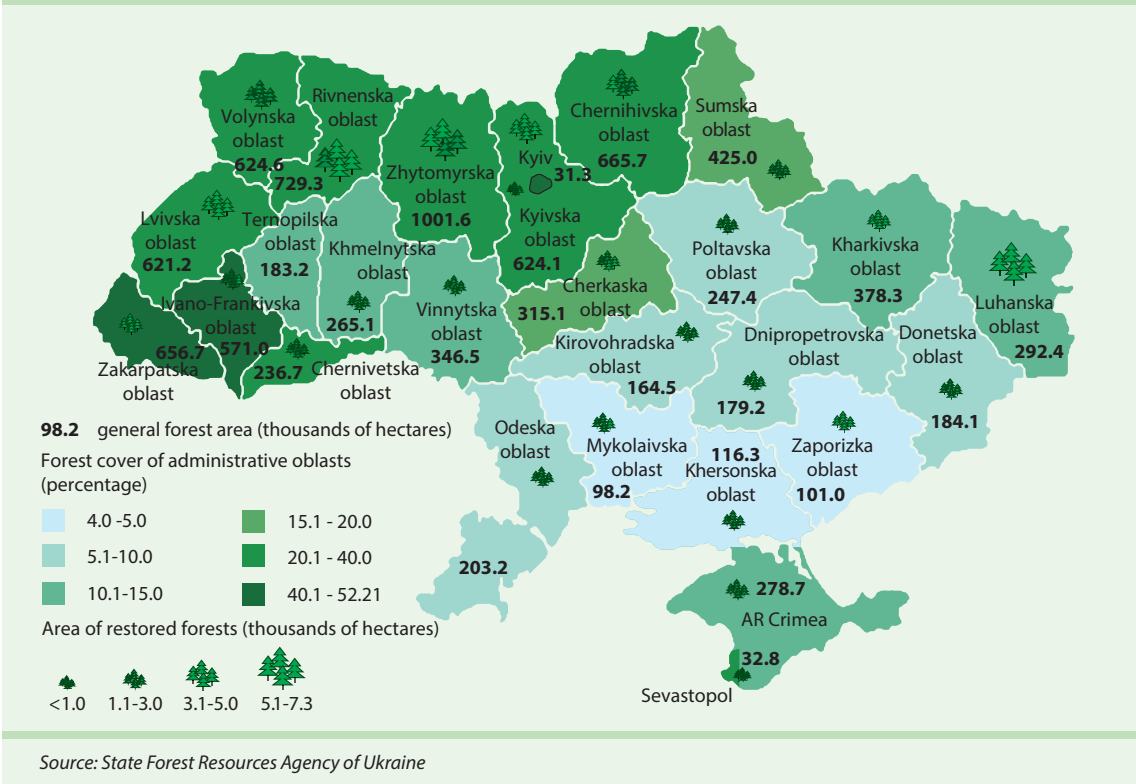 Volynska
oblast
624.6
Rivnenska
oblast
729.3
Zhytomyrska
oblast
1001.6
Kyiv
31.3
Kyivska
oblast
624.1
Chernihivska
oblast
665.7
Sumska
oblast
425.0
Lvivska
oblast
621.2
Ternopilska
oblast
183.2
Khmelnytska
oblast
265.1
Vinnytska
oblast
346.5
Cherkaska
oblast
315.1
Poltavska
oblast
247.4
Kharkivska
oblast
378.3
Luhanska
oblast
292.4
Ivano-Frankivska
oblast
571.0
Zakarpatska
oblast
656.7
Chernivetska
oblast
236.7
Kirovohradska
oblast
164.5
Dnipropetrovska
oblast
179.2
Donetska
oblast
184.1
Odeska
oblast
203.2
Mykolaivska
oblast
98.2
116.3
Khersonska
oblast
Zaporizka
oblast
101.0
278.7
AR Crimea
32.8
Sevastopol
98.2 general forest area (thousands of hectares)
Forest cover of administrative oblasts
(percentage)
4.0 -5.0
15.1 - 20.0
5.1-10.0
20.1 - 40.0
10.1-15.0
40.1 - 52.21
Area of restored forests (thousands of hectares)
<1.0 1.1-3.0 3.1-5.0 5.1-7.3
Source: State Forest Resources Agency of Ukraine